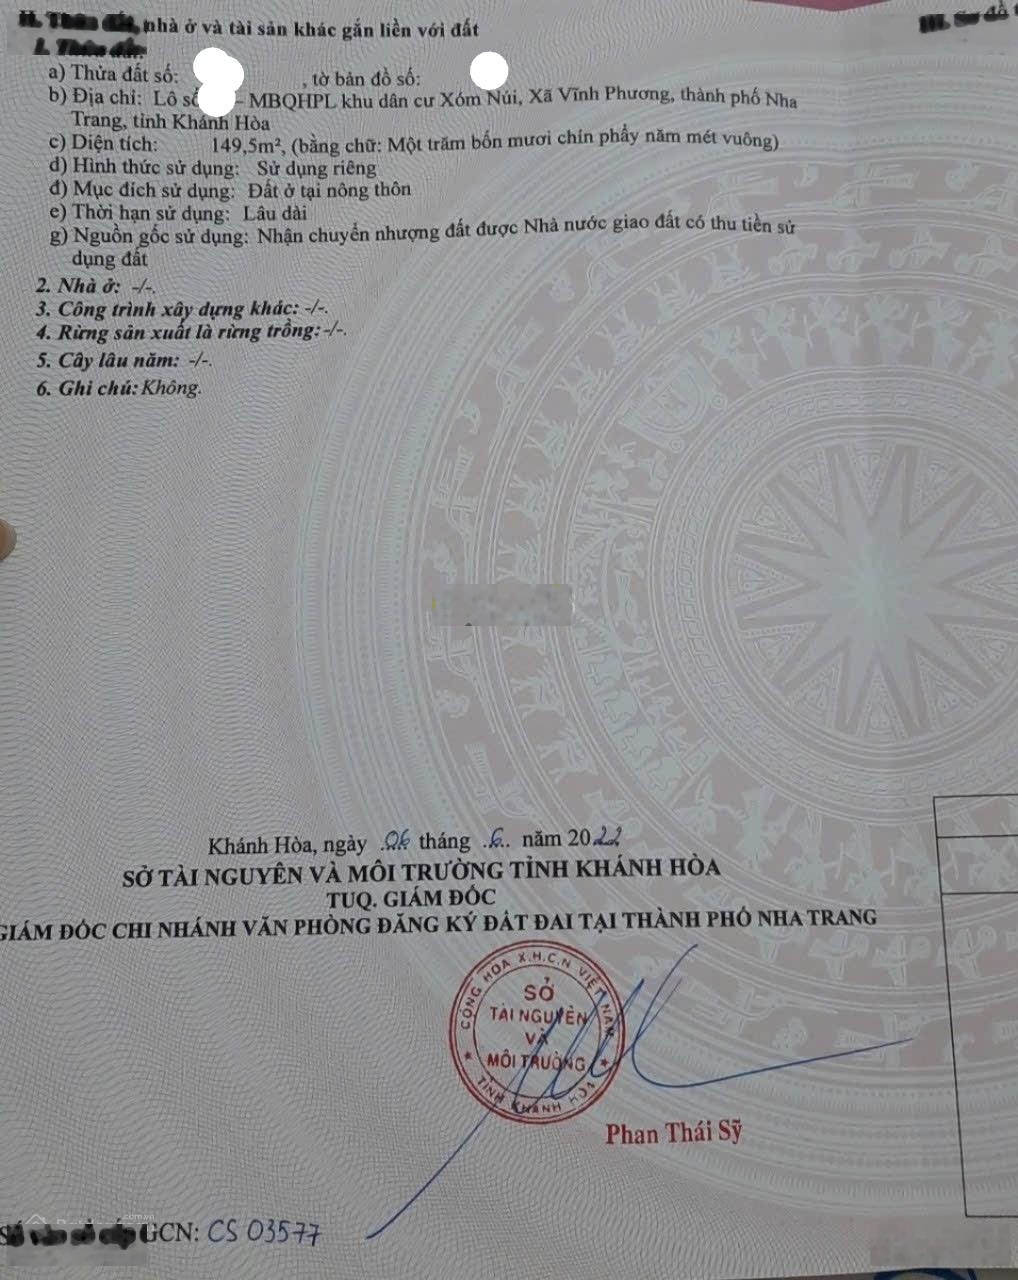 nhà ở và tài sản khác gắn liền với đất
a) Thửa đất số: , tờ bản đồ số:
b) Địa chỉ: Lô số – MBQHPL khu dân cư Xóm Núi, Xã Vĩnh Phương, thành phố Nha
Trang, tỉnh Khánh Hòa
c) Diện tích: 149,5m², (bằng chữ: Một trăm bốn mươi chín phẩy năm mét vuông)
d) Hình thức sử dụng: Sử dụng riêng
đ) Mục đích sử dụng: Đất ở tại nông thôn
e) Thời hạn sử dụng: Lâu dài
g) Nguồn gốc sử dụng: Nhận chuyển nhượng đất được Nhà nước giao đất có thu tiền sử
dụng đất
2. Nhà ở: -/-.
3. Công trình xây dựng khác: -/-.
4. Rừng sản xuất là rừng trồng: -/-.
5. Cây lâu năm: -/-.
6. Ghi chú: Không.
Khánh Hòa, ngày 06 tháng .6.. năm 2022
SỞ TÀI NGUYÊN VÀ MÔI TRƯỜNG TỈNH KHÁNH HÒA
TUQ. GIÁM ĐỐC
GIÁM ĐỐC CHI NHÁNH VĂN PHÒNG ĐĂNG KÝ ĐẤT ĐAI TẠI THÀNH PHỐ NHA TRANG
CỘNG HÒA X.H.C.N VIỆT NAM
SỞ
TÀI NGUYÊN
VÀ
MÔI TRƯỜNG
TỈNH KHÁNH HÒA
Phan Thái Sỹ
GCN: CS 03577